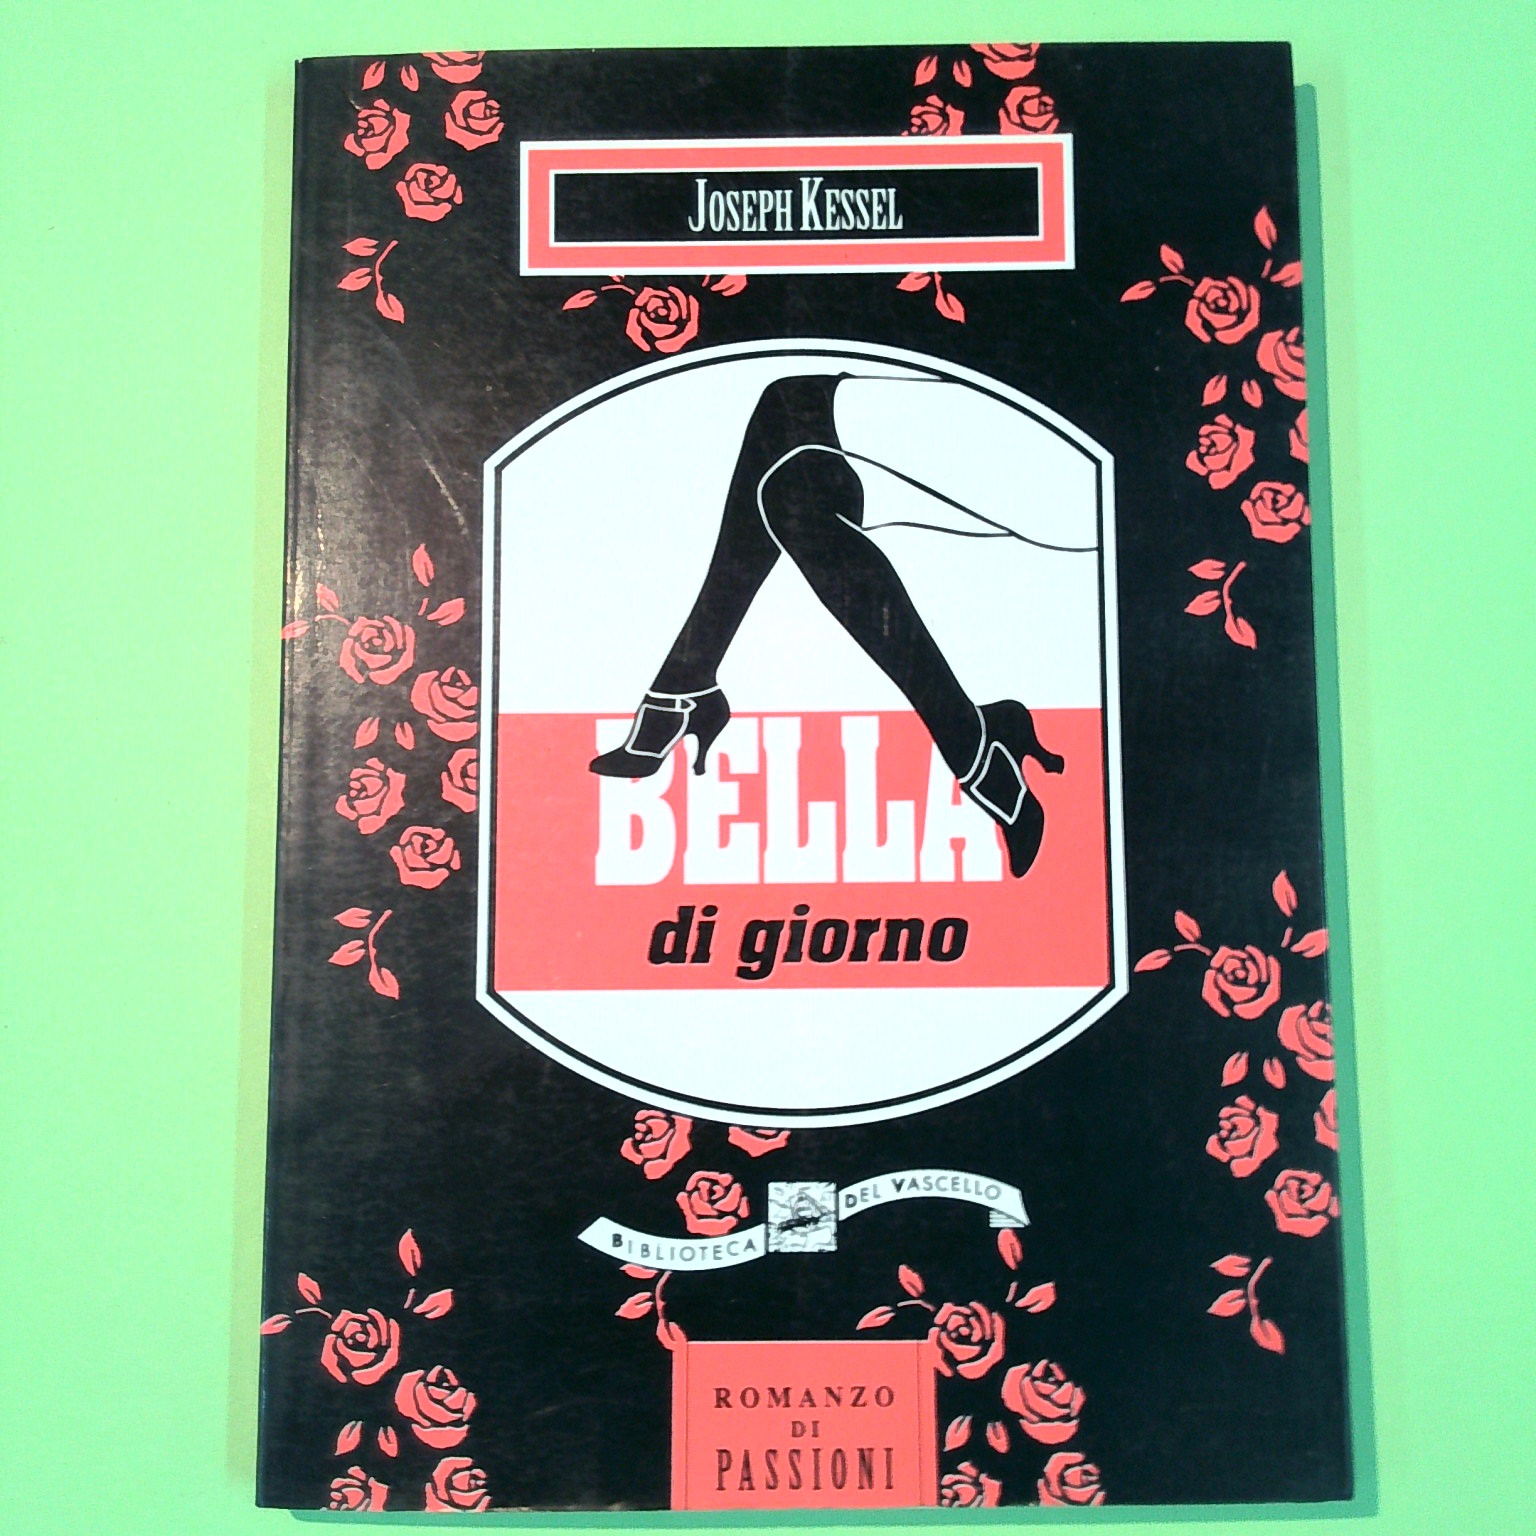 JOSEPH KESSEL
BELLA
di giorno
BIBLIOTECA DEL VASCELLO
ROMANZO
DI
PASSIONI